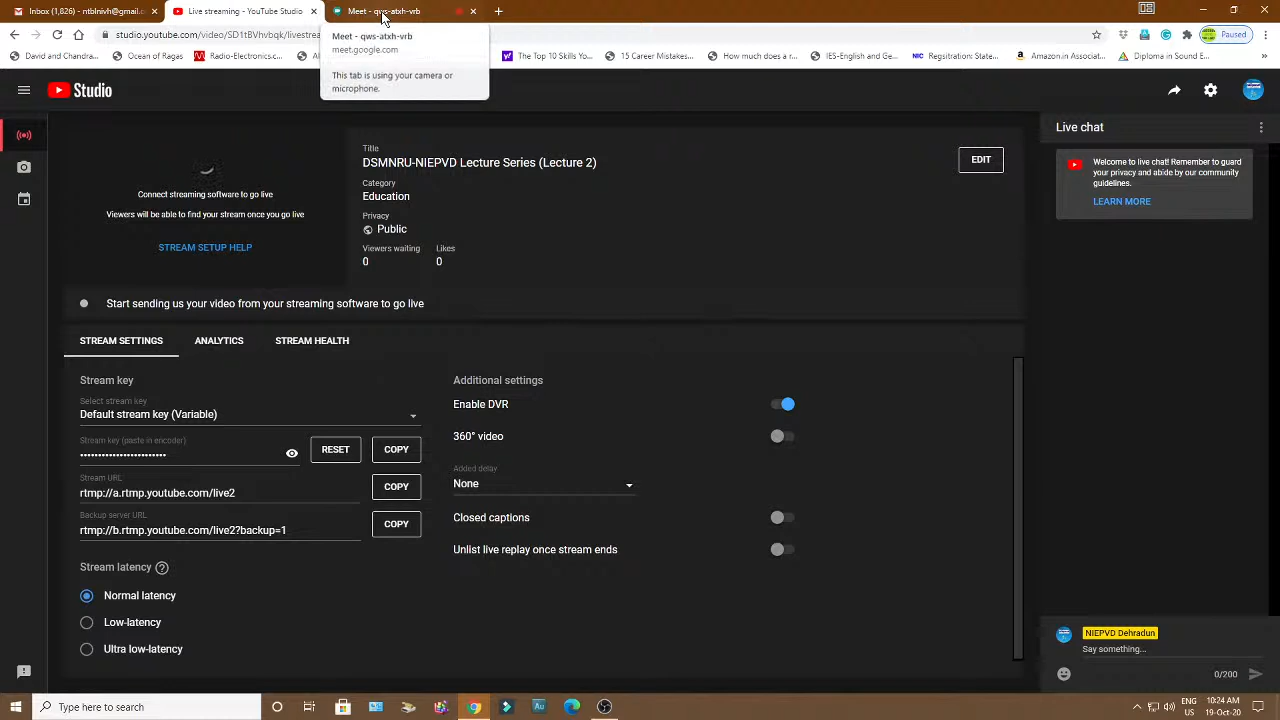 Inbox (1,816) - ntblnivh@gmail.
Live streaming - YouTube Studio
Meet - qws-atxh-vrb
studio.youtube.com/video/SD1tBVhvbqk/livestrea
Paused
Meet - qws-atxh-vrb
meet.google.com
This tab is using your camera or
microphone.
David and Chandra...
Ocean of Ragas
Radio-Electronics.c...
The Top 10 Skills Yo...
15 Career Mistakes...
How much does a r...
IES-English and Ge...
Regsitration: State...
Amazon.in Associat...
Diploma in Sound E...
Studio
Connect streaming software to go live
Viewers will be able to find your stream once you go live
STREAM SETUP HELP
Title
DSMNRU-NIEPVD Lecture Series (Lecture 2)
EDIT
Category
Education
Privacy
Public
Viewers waiting
Likes
0
0
Start sending us your video from your streaming software to go live
STREAM SETTINGS
ANALYTICS
STREAM HEALTH
Stream key
Select stream key
Default stream key (Variable)
Stream key (paste in encoder)
RESET
COPY
Stream URL
rtmp://a.rtmp.youtube.com/live2
COPY
Backup server URL
rtmp://b.rtmp.youtube.com/live2?backup=1
COPY
Stream latency
Normal latency
Low-latency
Ultra low-latency
Additional settings
Enable DVR
360° video
Added delay
None
Closed captions
Unlist live replay once stream ends
Live chat
Welcome to live chat! Remember to guard
your privacy and abide by our community
guidelines.
LEARN MORE
NIEPVD Dehradun
Say something...
0/200
Type here to search
ENG
US
10:24 AM
19-Oct-20